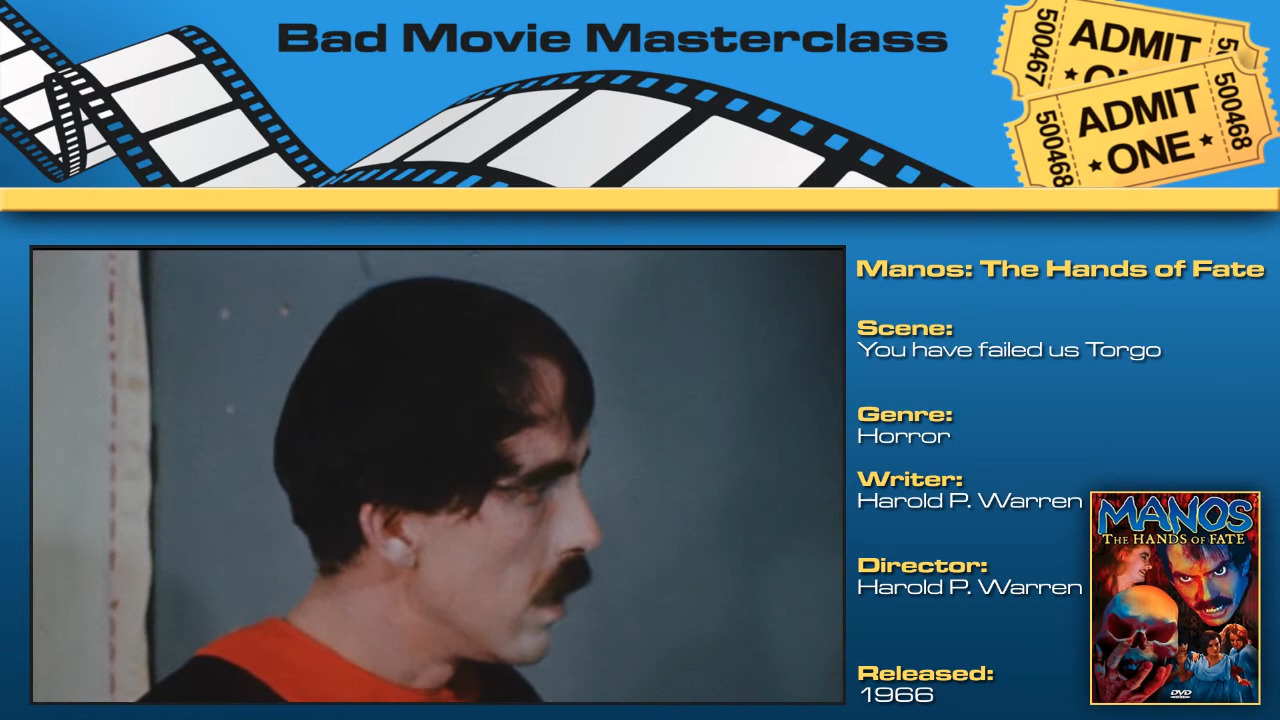 Bad Movie Masterclass
500467
ADMIT
5
O
500468
ADMIT
ONE
500468
Manos: The Hands of Fate
Scene:
You have failed us Torgo
Genre:
Horror
Writer:
Harold P. Warren
Director:
Harold P. Warren
Released:
1966
MANOS
THE HANDS OF FATE
DVD